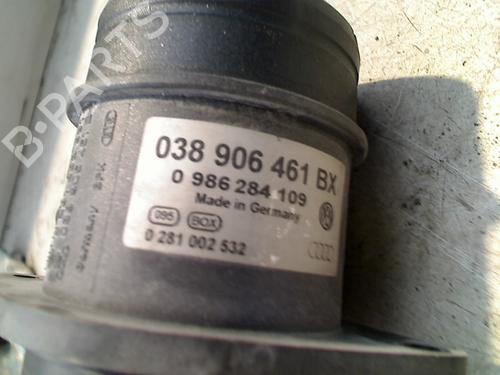 B-PARTS
038 906 461 BX
0 986 284 109
Made in Germany
095 BOX
0 281 002 532